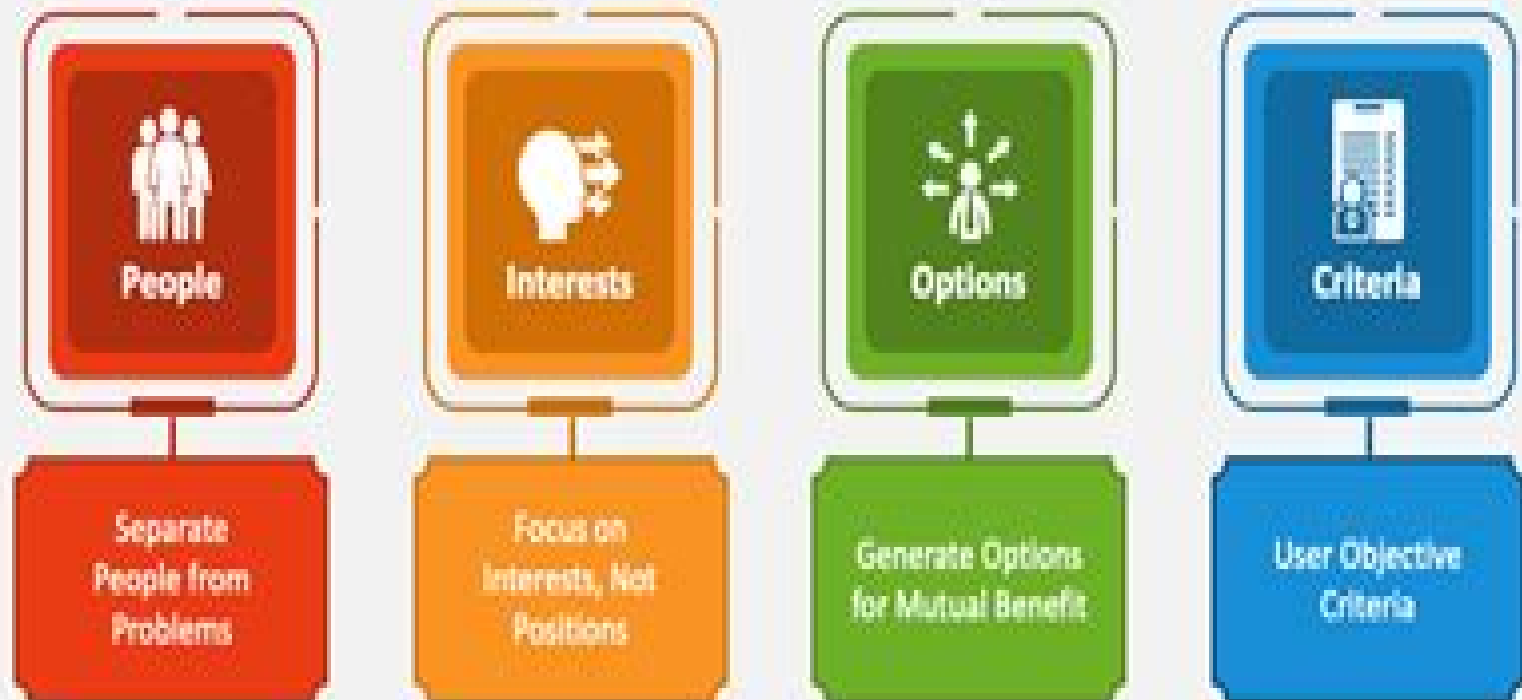 People
Interests
Options
Criteria
Separate
People from
Problems
Focus on
Interests, Not
Positions
Generate Options
for Mutual Benefit
User Objective
Criteria